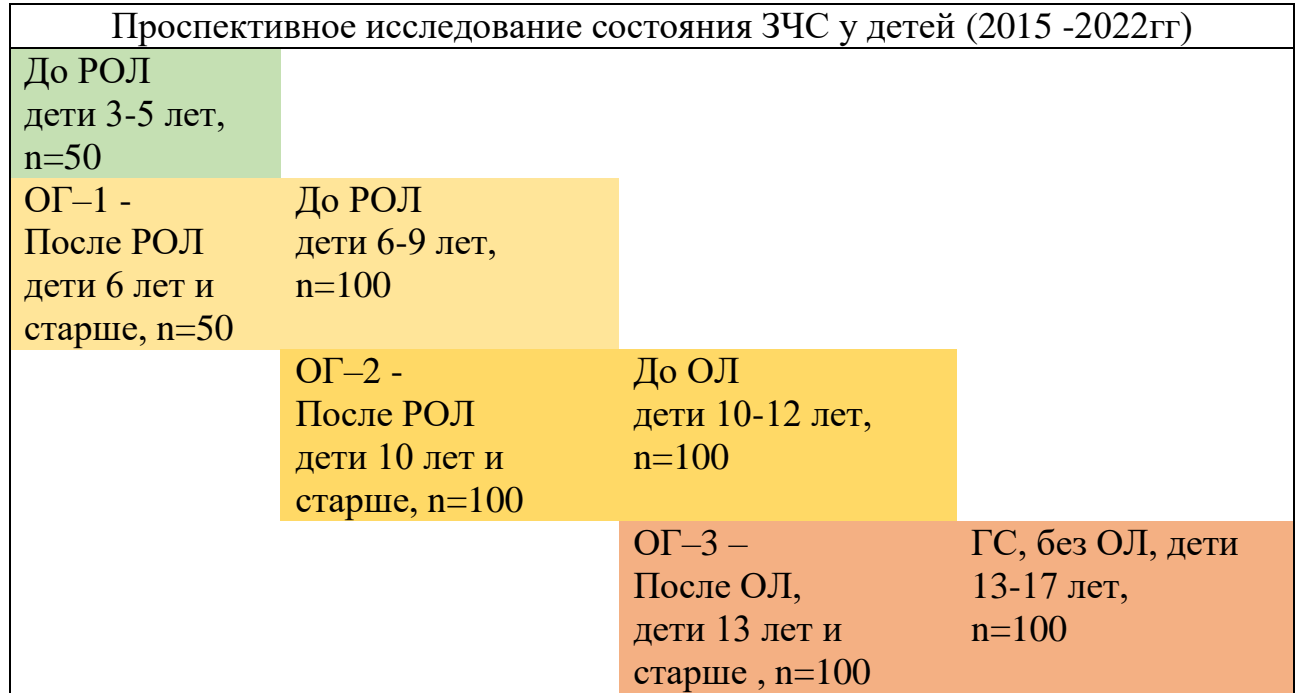 Проспективное исследование состояния ЗЧС у детей (2015 -2022гг)
До РОЛ
дети 3-5 лет,
n=50
ОГ–1 -
После РОЛ
дети 6 лет и
старше, n=50
До РОЛ
дети 6-9 лет,
n=100
ОГ–2 -
После РОЛ
дети 10 лет и
старше, n=100
До ОЛ
дети 10-12 лет,
n=100
ОГ–3 –
После ОЛ,
дети 13 лет и
старше , n=100
ГС, без ОЛ, дети
13-17 лет,
n=100